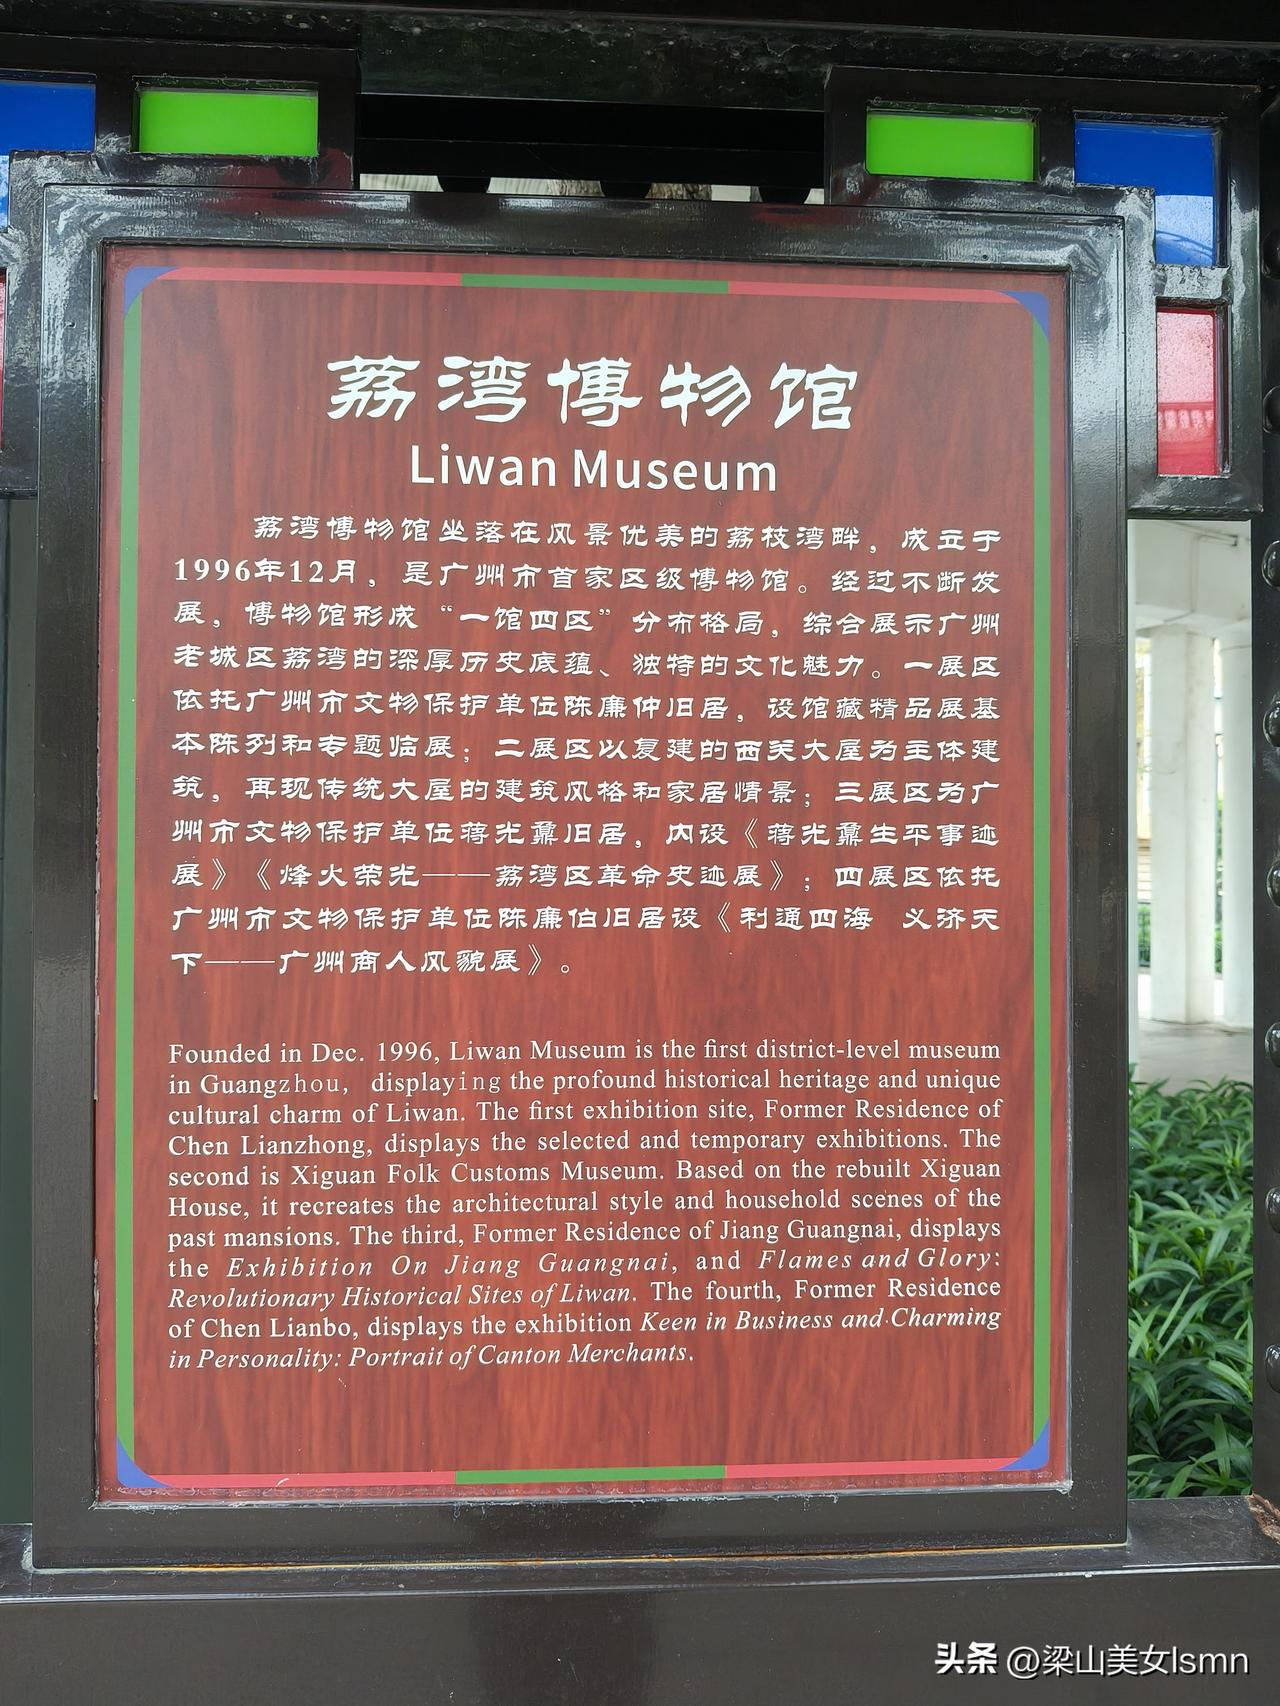 荔湾博物馆
Liwan Museum
荔湾博物馆坐落在风景优美的荔枝湾畔，成立于
1996年12月，是广州市首家区级博物馆。经过不断发
展，博物馆形成“一馆四区”分布格局，综合展示广州
老城区荔湾的深厚历史底蕴、独特的文化魅力。一展区
依托广州市文物保护单位陈廉仲旧居，设馆藏精品展基
本陈列和专题临展；二展区以复建的西关大屋为主体建
筑，再现传统大屋的建筑风格和家居情景；三展区为广
州市文物保护单位蒋光鼐旧居，内设《蒋光鼐生平事迹
展》《烽火荣光——荔湾区革命史迹展》；四展区依托
广州市文物保护单位陈廉伯旧居设《利通四海 义济天
下——广州商人风貌展》。
Founded in Dec. 1996, Liwan Museum is the first district-level museum
in Guangzhou, displaying the profound historical heritage and unique
cultural charm of Liwan. The first exhibition site, Former Residence of
Chen Lianzhong, displays the selected and temporary exhibitions. The
second is Xiguan Folk Customs Museum. Based on the rebuilt Xiguan
House, it recreates the architectural style and household scenes of the
past mansions. The third, Former Residence of Jiang Guangnai, displays
the Exhibition On Jiang Guangnai, and Flames and Glory:
Revolutionary Historical Sites of Liwan. The fourth, Former Residence
of Chen Lianbo, displays the exhibition Keen in Business and Charming
in Personality: Portrait of Canton Merchants.
头条 @梁山美女lsmn